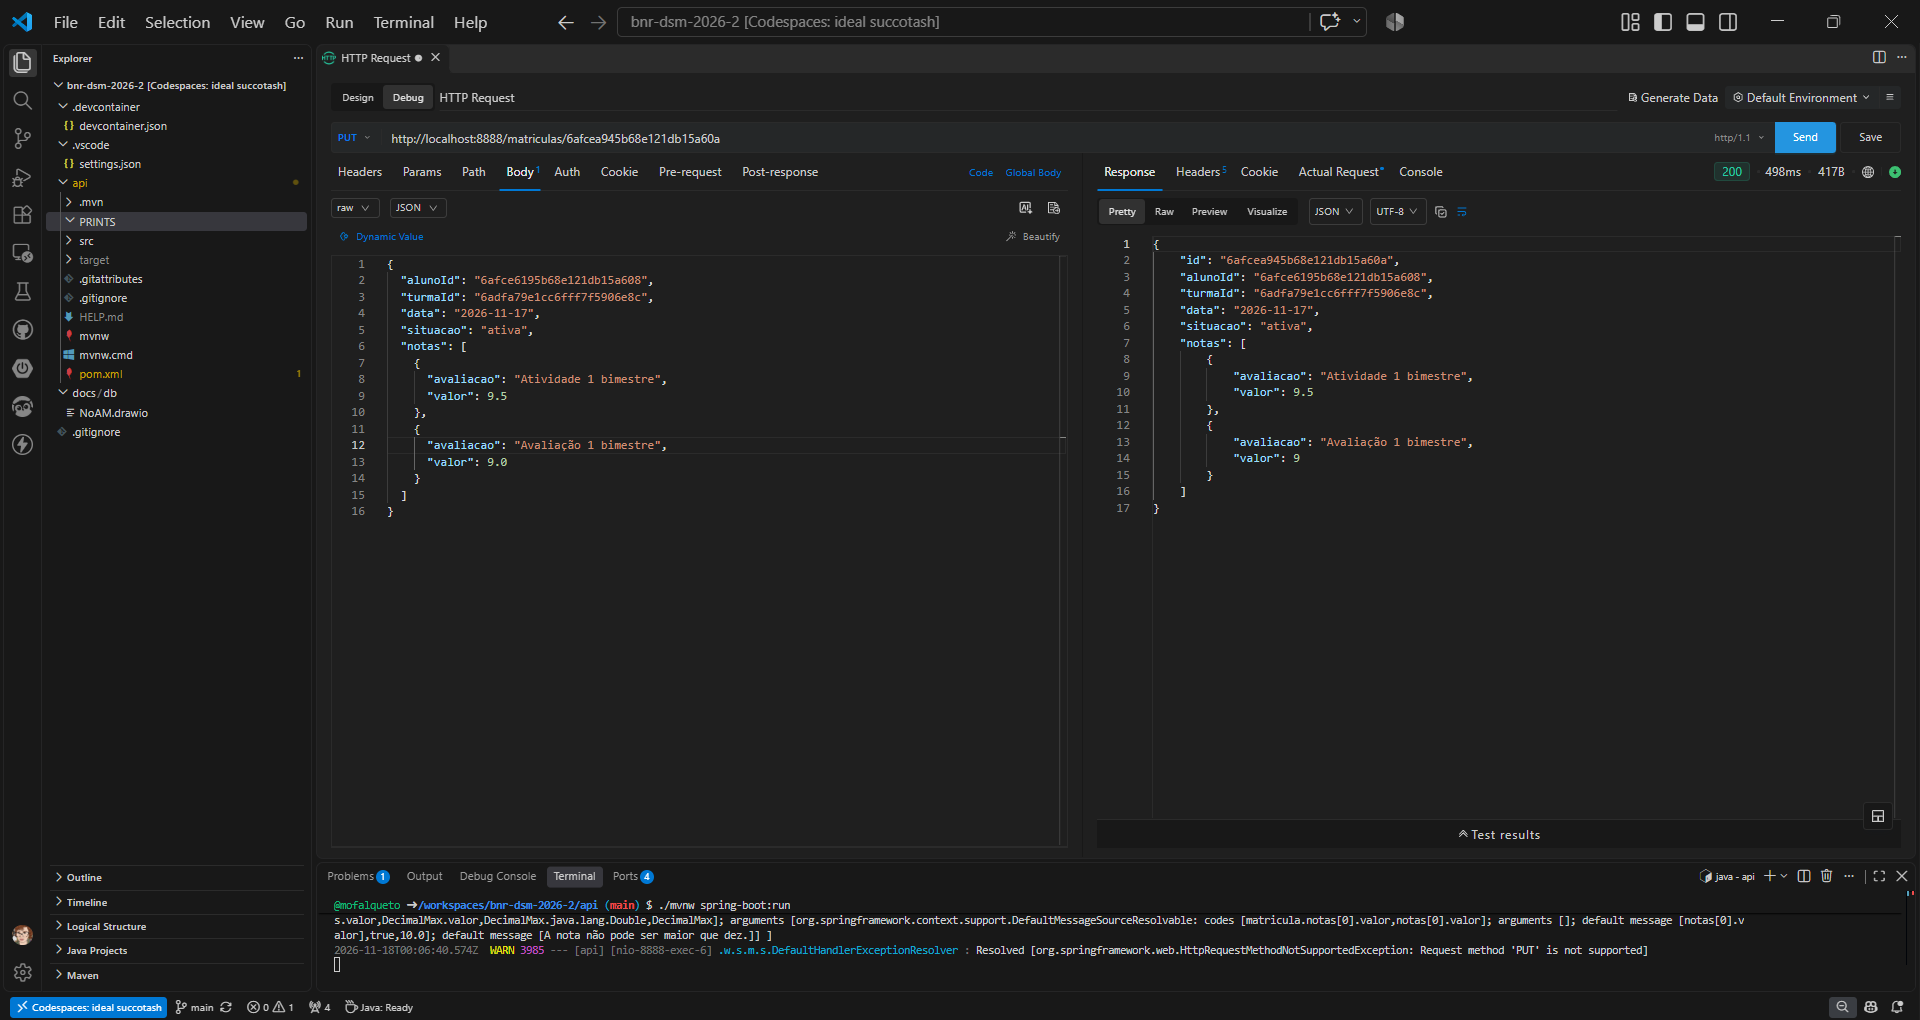 File Edit Selection View Go Run Terminal Help
bnr-dsm-2026-2 [Codespaces: ideal succotash]
Explorer
bnr-dsm-2026-2 [Codespaces: ideal succotash]
.devcontainer
{} devcontainer.json
.vscode
{} settings.json
api
.mvn
PRINTS
src
target
.gitattributes
.gitignore
HELP.md
mvnw
mvnw.cmd
pom.xml 1
docs / db
NoAM.drawio
.gitignore
Outline
Timeline
Logical Structure
Java Projects
Maven
HTTP HTTP Request
Design Debug HTTP Request
Generate Data Default Environment
PUT http://localhost:8888/matriculas/6afcea945b68e121db15a60a http/1.1 Send Save
Headers Params Path Body 1 Auth Cookie Pre-request Post-response Code Global Body
raw JSON
Dynamic Value Beautify
1 {
2 "alunoId": "6afce6195b68e121db15a608",
3 "turmaId": "6adfa79e1cc6fff7f5906e8c",
4 "data": "2026-11-17",
5 "situacao": "ativa",
6 "notas": [
7 {
8 "avaliacao": "Atividade 1 bimestre",
9 "valor": 9.5
10 },
11 {
12 "avaliacao": "Avaliação 1 bimestre",
13 "valor": 9.0
14 }
15 ]
16 }
Response Headers 5 Cookie Actual Request Console 200 498ms 417B
Pretty Raw Preview Visualize JSON UTF-8
1 {
2 "id": "6afcea945b68e121db15a60a",
3 "alunoId": "6afce6195b68e121db15a608",
4 "turmaId": "6adfa79e1cc6fff7f5906e8c",
5 "data": "2026-11-17",
6 "situacao": "ativa",
7 "notas": [
8 {
9 "avaliacao": "Atividade 1 bimestre",
10 "valor": 9.5
11 },
12 {
13 "avaliacao": "Avaliação 1 bimestre",
14 "valor": 9
15 }
16 ]
17 }
Test results
Problems 1 Output Debug Console Terminal Ports 4 java - api
@mofalqueto ➜/workspaces/bnr-dsm-2026-2/api (main) $ ./mvnw spring-boot:run
s.valor,DecimalMax.valor,DecimalMax.java.lang.Double,DecimalMax]; arguments [org.springframework.context.support.DefaultMessageSourceResolvable: codes [matricula.notas[0].valor,notas[0].valor]; arguments []; default message [notas[0].v
alor],true,10.0]; default message [A nota não pode ser maior que dez.]] ]
2026-11-18T00:06:40.574Z WARN 3985 --- [api] [nio-8888-exec-6] .w.s.m.s.DefaultHandlerExceptionResolver : Resolved [org.springframework.web.HttpRequestMethodNotSupportedException: Request method 'PUT' is not supported]
Codespaces: ideal succotash main 0 1 4 Java: Ready